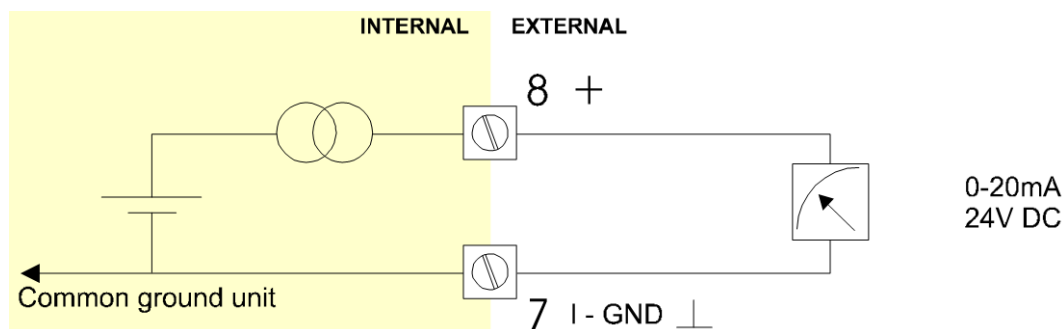 INTERNAL EXTERNAL
8 +
0-20mA
24V DC
Common ground unit
7 I - GND